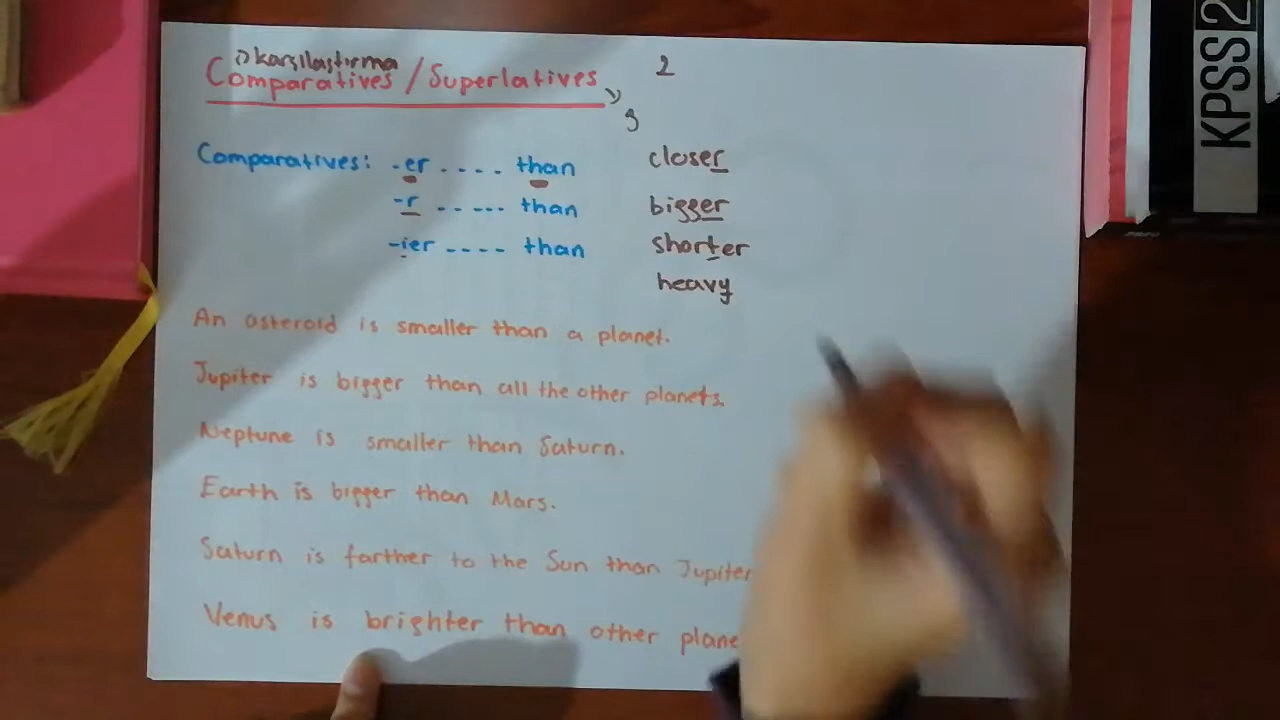 karşılaştırma
Comparatives / Superlatives
2
3
Comparatives: -er .... than
closer
-r ..... than
bigger
-ier .... than
shorter
heavy
An asteroid is smaller than a planet.
Jupiter is bigger than all the other planets.
Neptune is smaller than Saturn.
Earth is bigger than Mars.
Saturn is farther to the Sun than Jupiter
Venus is brighter than other plane
KPSS 2